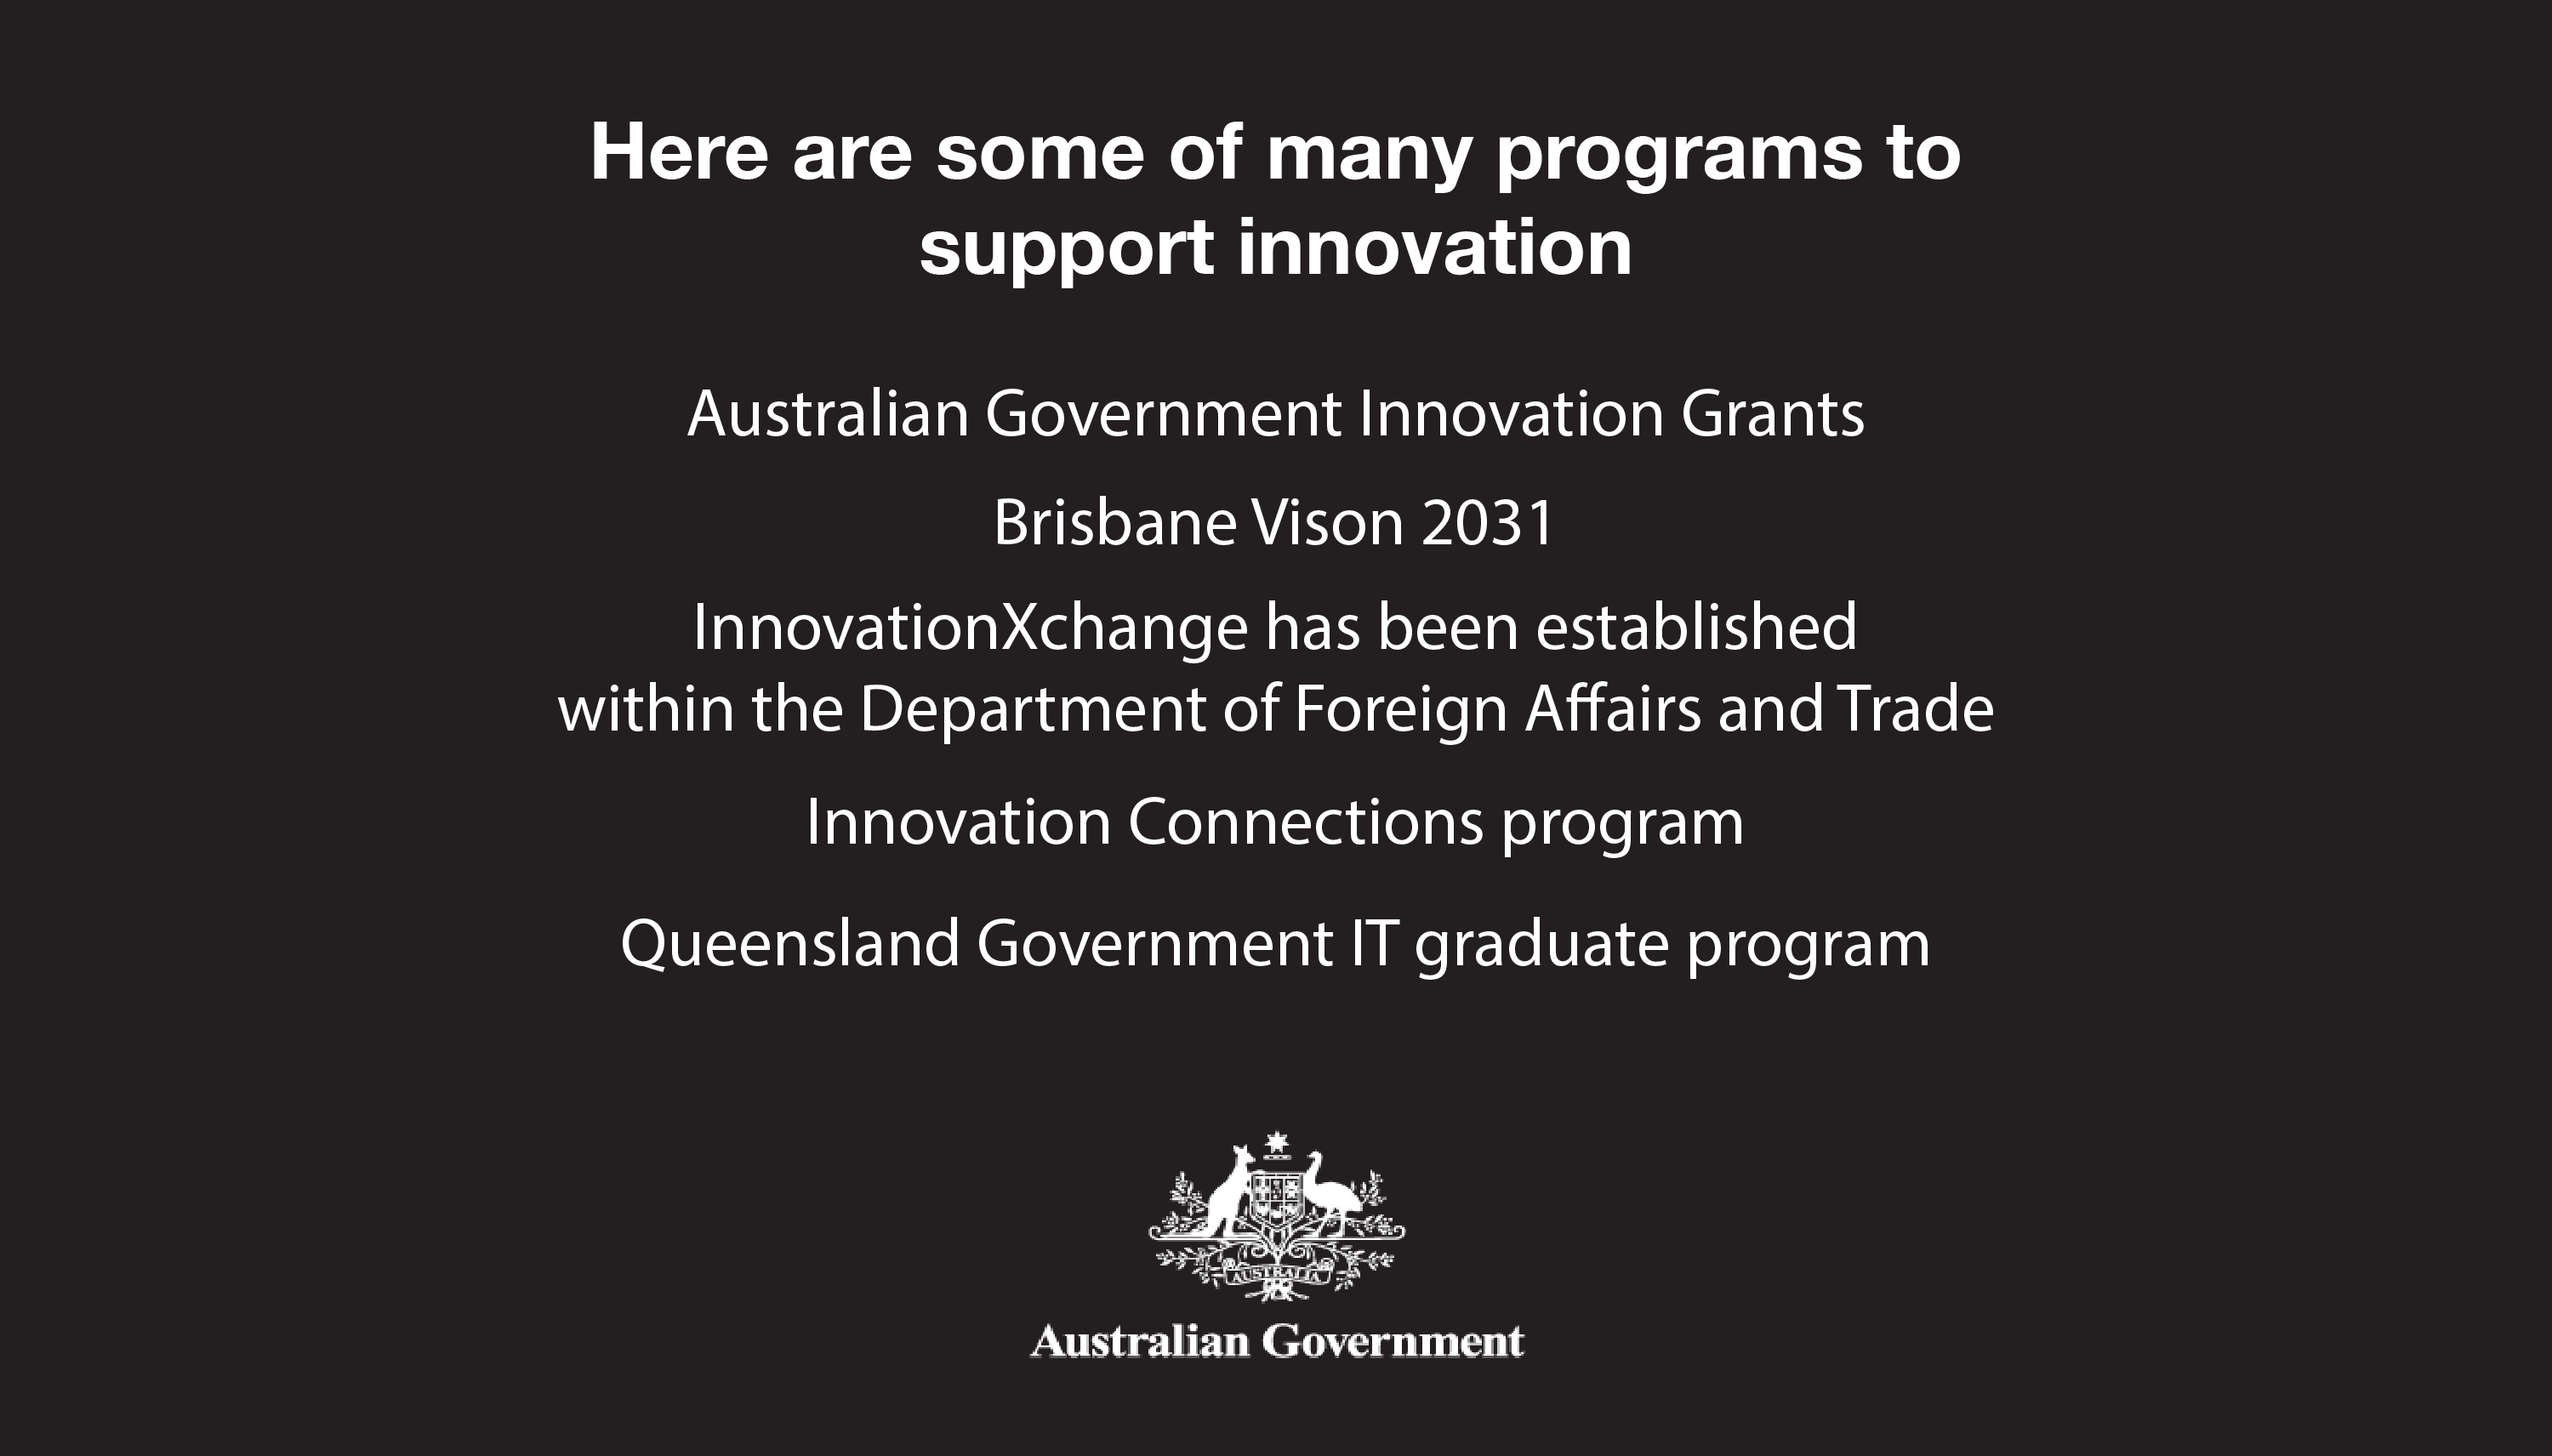 Here are some of many programs to
support innovation
Australian Government Innovation Grants
Brisbane Vison 2031
InnovationXchange has been established
within the Department of Foreign Affairs and Trade
Innovation Connections program
Queensland Government IT graduate program
AUSTRALIA
Australian Government